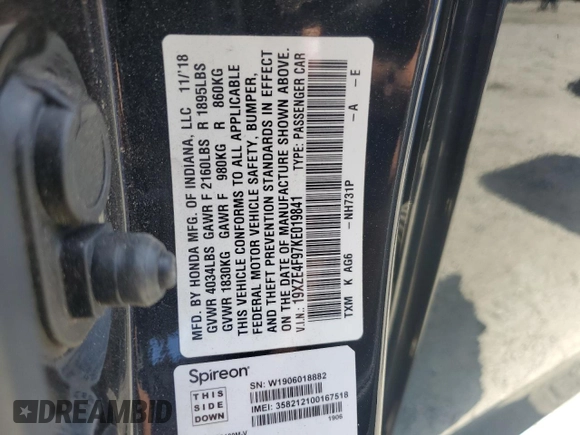 MFD. BY HONDA MFG. OF INDIANA, LLC 11/'18
GVWR 4034LBS GAWR F 2160LBS R 1895LBS
GVWR 1830KG GAWR F 980KG R 860KG
THIS VEHICLE CONFORMS TO ALL APPLICABLE
FEDERAL MOTOR VEHICLE SAFETY, BUMPER,
AND THEFT PREVENTION STANDARDS IN EFFECT
ON THE DATE OF MANUFACTURE SHOWN ABOVE.
V.I.N.: 19XZE4F97KE019841 TYPE: PASSENGER CAR
TXM K AG6 -NH731P -A -E
Spireon
THIS
SIDE
DOWN
SN: W1906018882
IMEI: 358212100167518
1906
DREAMBID